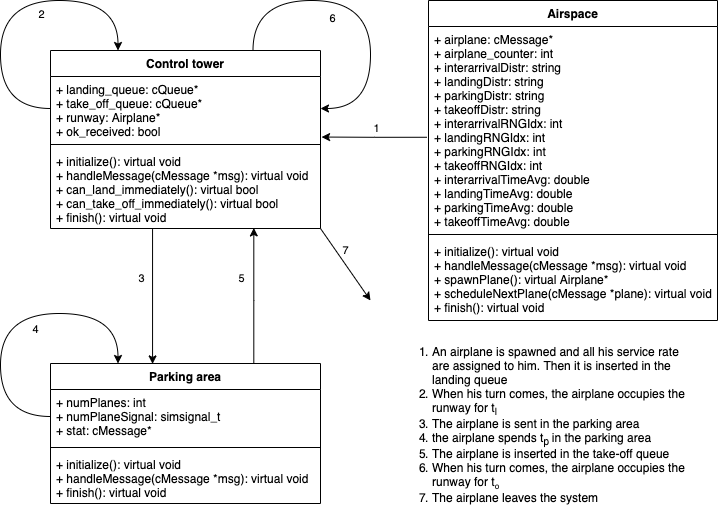 2
6
Control tower
+ landing_queue: cQueue*
+ take_off_queue: cQueue*
+ runway: Airplane*
+ ok_received: bool
+ initialize(): virtual void
+ handleMessage(cMessage *msg): virtual void
+ can_land_immediately(): virtual bool
+ can_take_off_immediately(): virtual bool
+ finish(): virtual void
1
Airspace
+ airplane: cMessage*
+ airplane_counter: int
+ interarrivalDistr: string
+ landingDistr: string
+ parkingDistr: string
+ takeoffDistr: string
+ interarrivalRNGIdx: int
+ landingRNGIdx: int
+ parkingRNGIdx: int
+ takeoffRNGIdx: int
+ interarrivalTimeAvg: double
+ landingTimeAvg: double
+ parkingTimeAvg: double
+ takeoffTimeAvg: double
+ initialize(): virtual void
+ handleMessage(cMessage *msg): virtual void
+ spawnPlane(): virtual Airplane*
+ scheduleNextPlane(cMessage *plane): virtual void
+ finish(): virtual void
3
5
7
4
Parking area
+ numPlanes: int
+ numPlaneSignal: simsignal_t
+ stat: cMessage*
+ initialize(): virtual void
+ handleMessage(cMessage *msg): virtual void
+ finish(): virtual void
1. An airplane is spawned and all his service rate
are assigned to him. Then it is inserted in the
landing queue
2. When his turn comes, the airplane occupies the
runway for tl
3. The airplane is sent in the parking area
4. the airplane spends tp in the parking area
5. The airplane is inserted in the take-off queue
6. When his turn comes, the airplane occupies the
runway for to
7. The airplane leaves the system